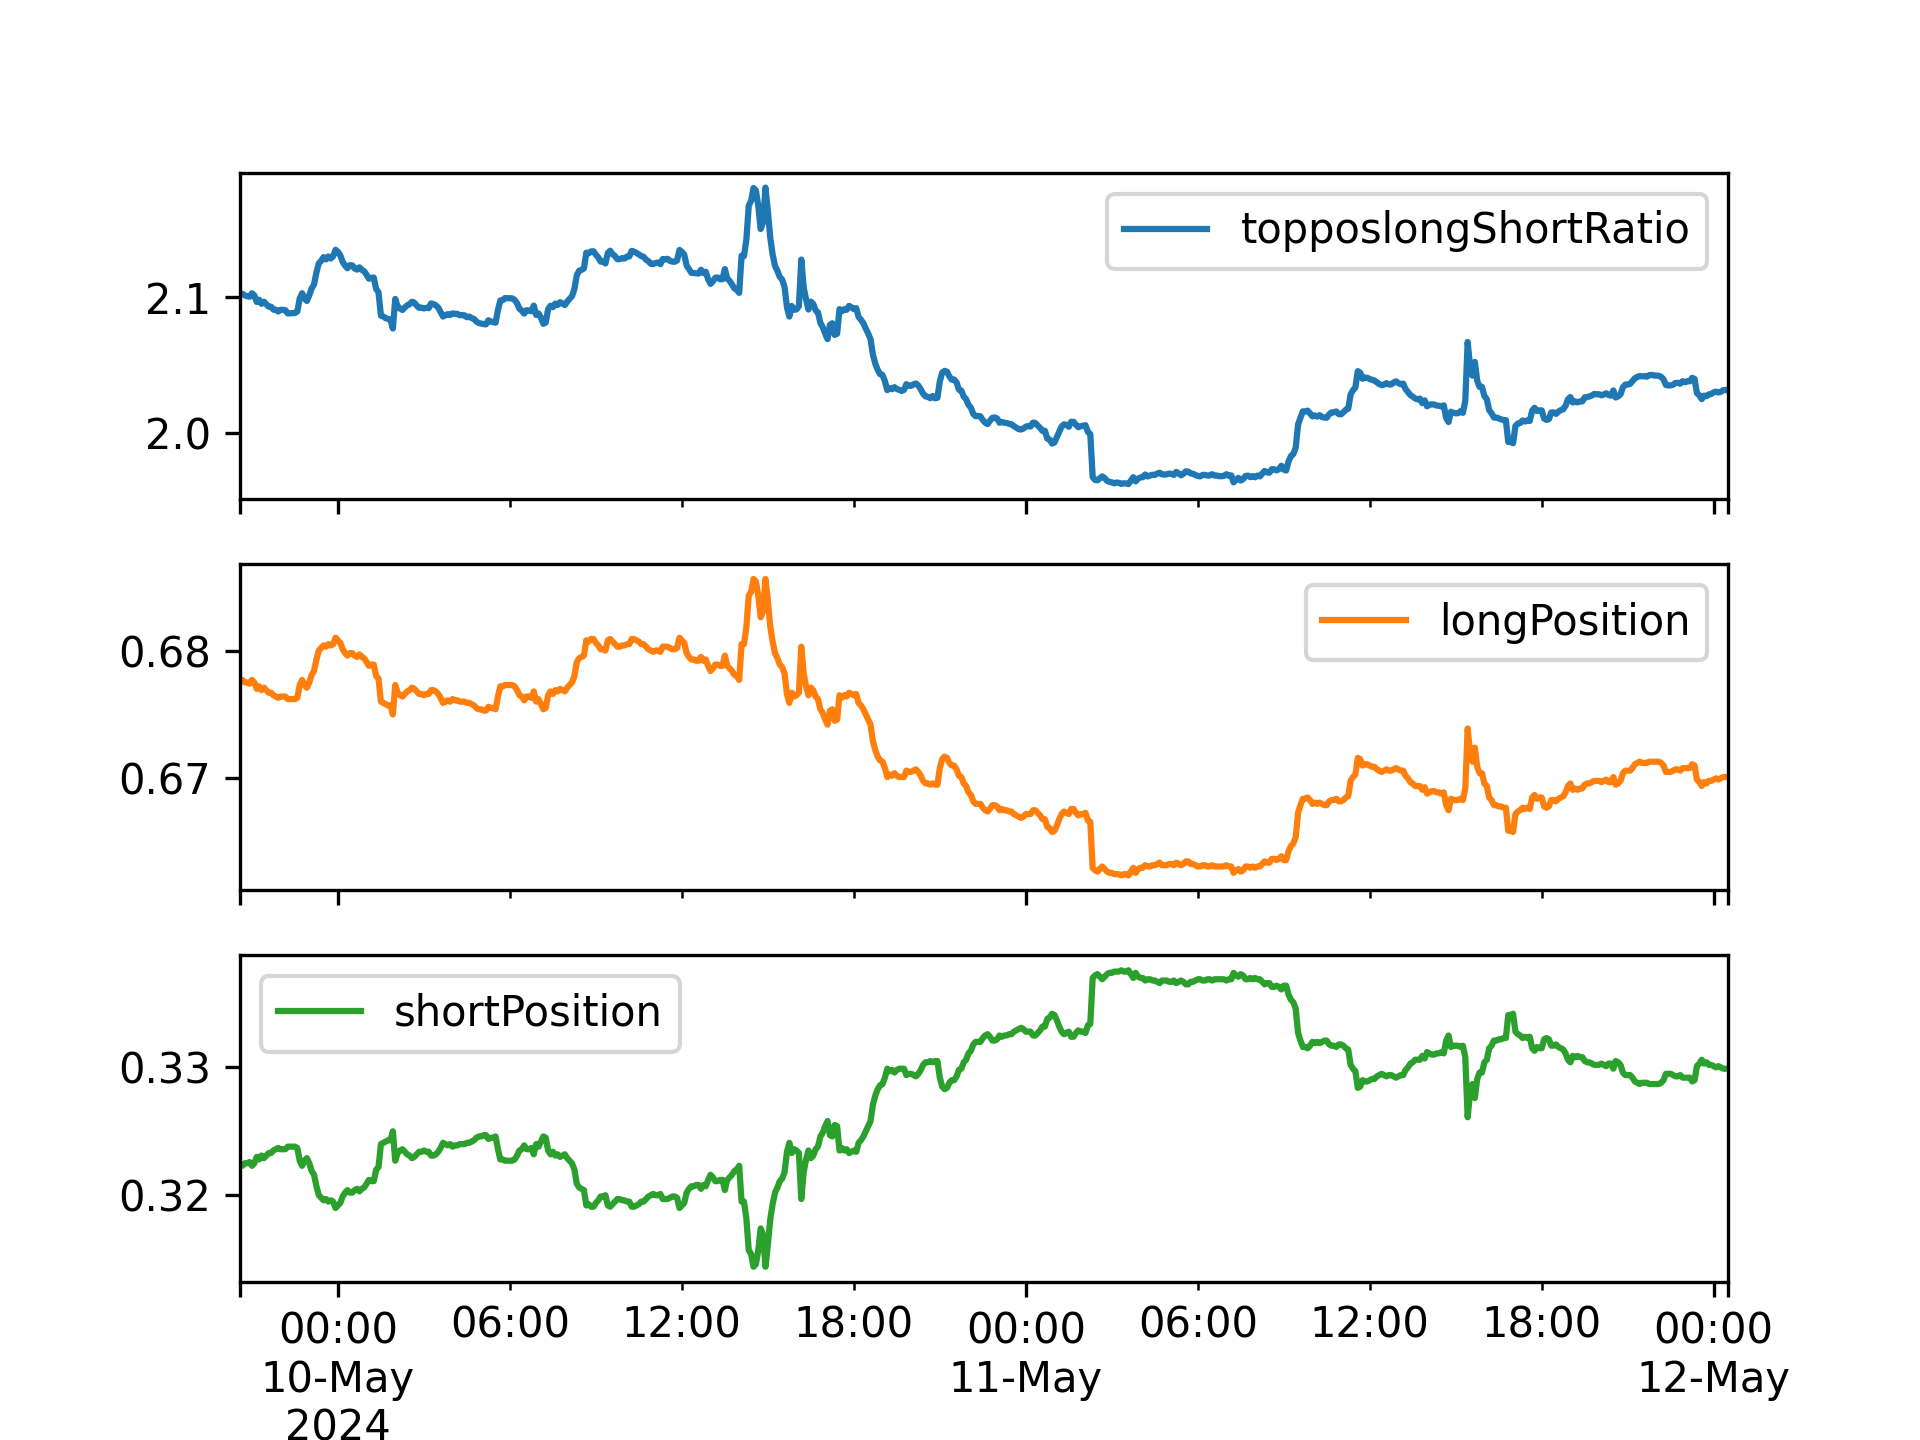 topposlongShortRatio
2.1
2.0
longPosition
0.68
0.67
shortPosition
0.33
0.32
00:00 06:00 12:00 18:00 00:00 06:00 12:00 18:00 00:00
10-May 11-May 12-May
2024